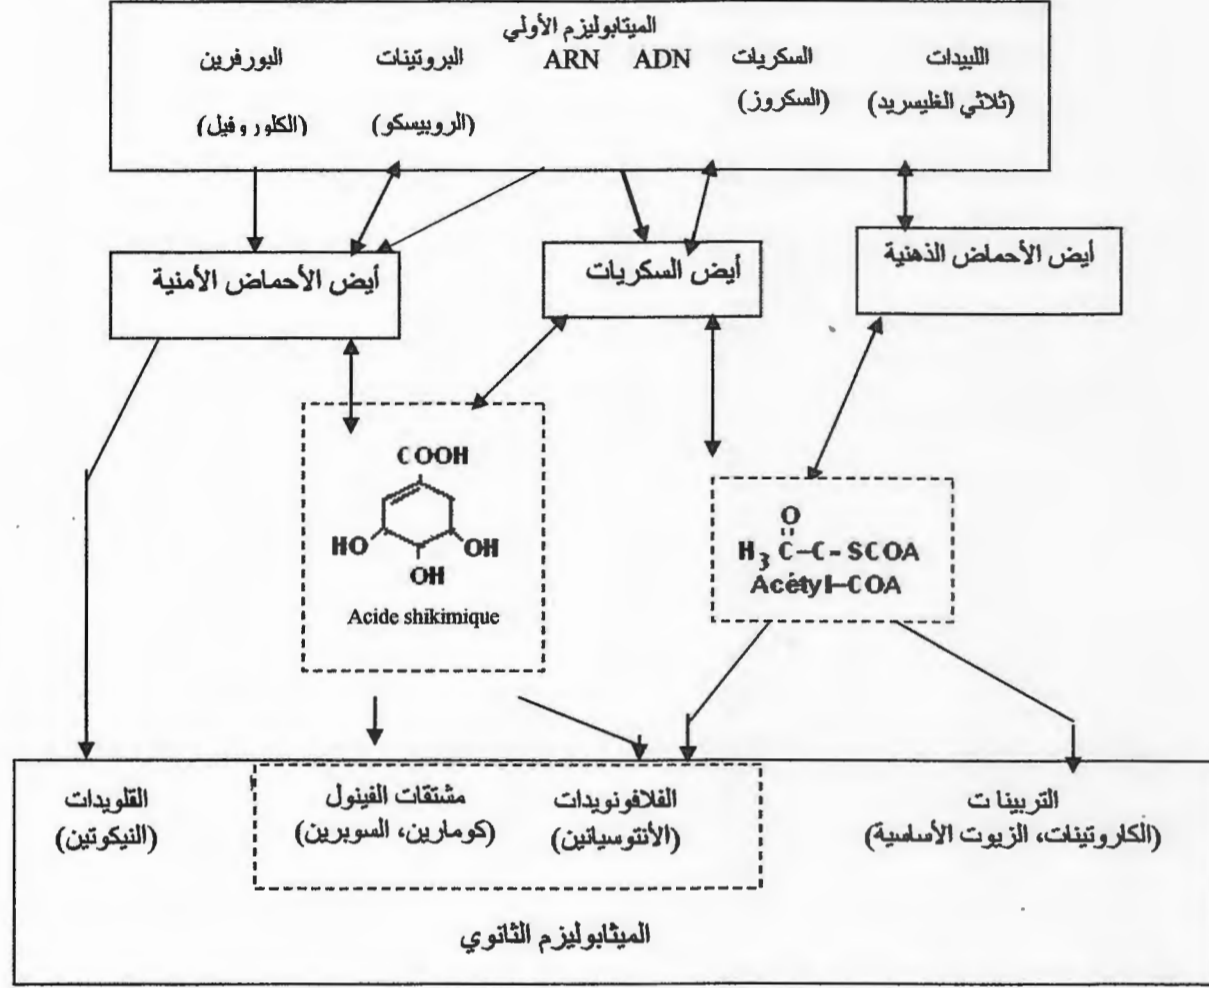 الميتابوليزم الأولي
اللبيدات السكريات ADN ARN البروتينات البورفرين
(ثلاثي الغليسريد) (السكروز) (الروبيسكو) (الكلوروفيل)
أيض الأحماض الذهنية
أيض السكريات
أيض الأحماض الأمنية
COOH
HO OH
OH
Acide shikimique
O
H3 C-C-SCOA
Acétyl-COA
التربينات الفلافونويدات مشتقات الفينول القلويدات
(الكاروتينات، الزيوت الأساسية) (الأنتوسيانين) (كومارين، السوبرين) (النيكوتين)
الميثابوليزم الثانوي